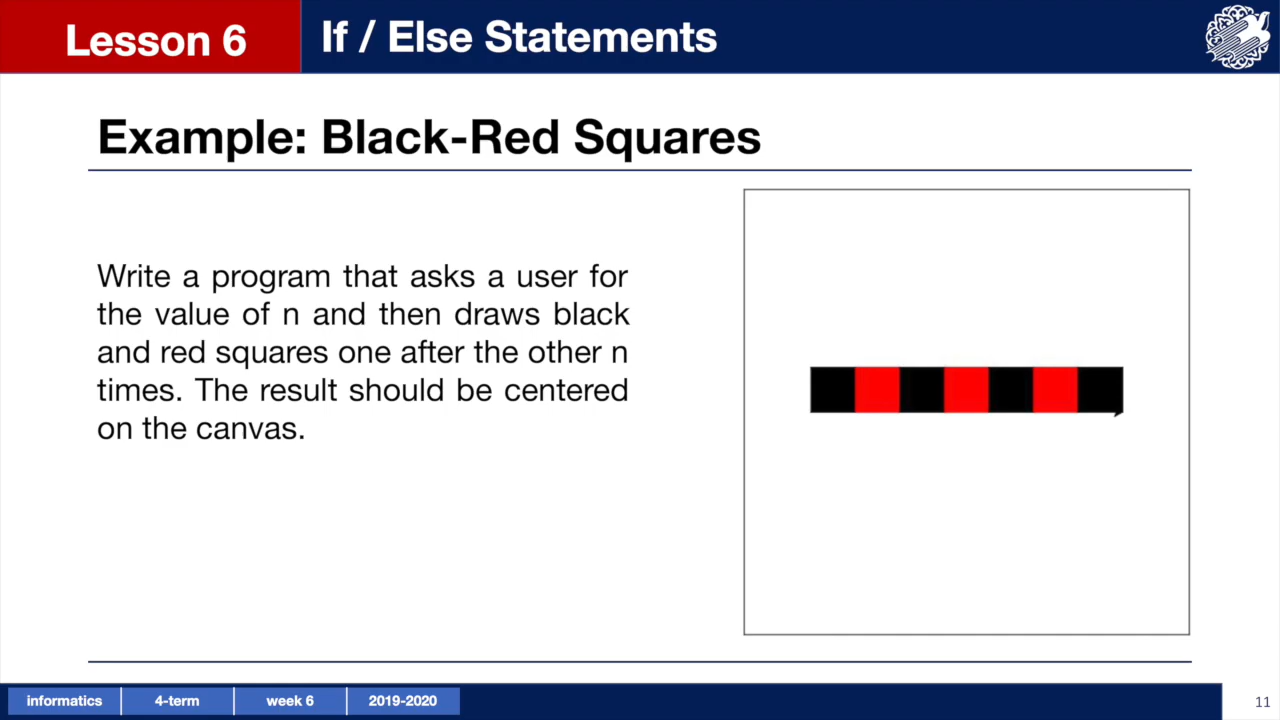 Lesson 6
If / Else Statements
Example: Black-Red Squares
Write a program that asks a user for
the value of n and then draws black
and red squares one after the other n
times. The result should be centered
on the canvas.
informatics
4-term
week 6
2019-2020
11